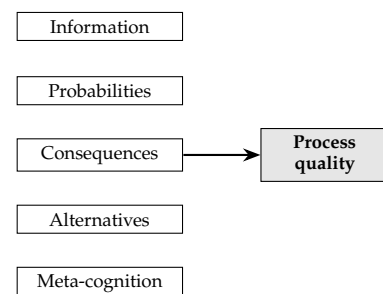 Information
Probabilities
Consequences
Process
quality
Alternatives
Meta-cognition